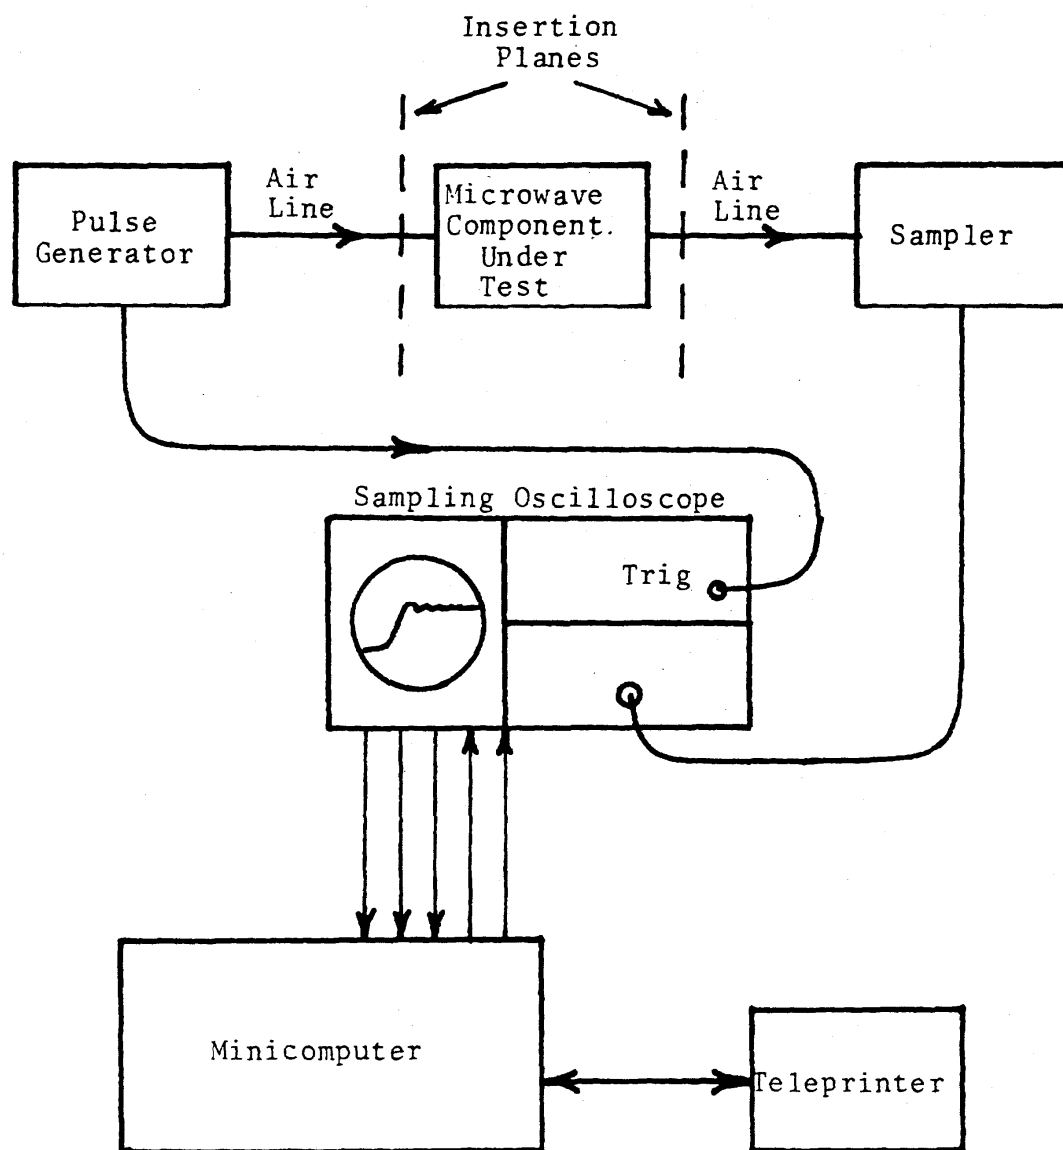 Insertion
Planes
Pulse
Generator
Air
Line
Microwave
Component.
Under
Test
Air
Line
Sampler
Sampling Oscilloscope
Trig
Minicomputer
Teleprinter